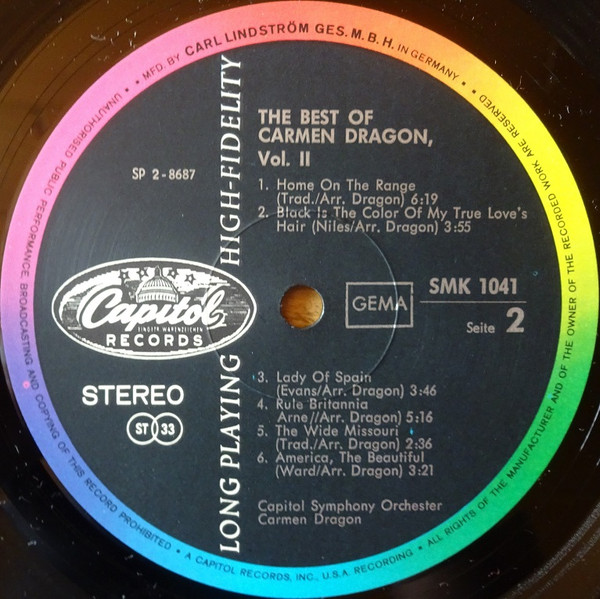 MFD. BY CARL LINDSTRÖM GES. M. B. H. IN GERMANY
UNAUTHORISED PUBLIC PERFORMANCE, BROADCASTING AND COPYING OF THIS RECORD PROHIBITED • A CAPITOL RECORDS, INC., U.S.A. RECORDING • ALL RIGHTS OF THE MANUFACTURER AND OF THE OWNER OF THE RECORDED WORK ARE RESERVED
LONG PLAYING HIGH-FIDELITY
THE BEST OF
CARMEN DRAGON,
Vol. II
SP 2-8687
1. Home On The Range
(Trad./Arr. Dragon) 6:19
2. Black Is The Color Of My True Love's
Hair (Niles/Arr. Dragon) 3:55
Capitol
EINGETR WARENZEICHEN
RECORDS
GEMA
SMK 1041
Seite 2
STEREO
ST 33
3. Lady Of Spain
(Evans/Arr. Dragon) 3:46
4. Rule Britannia
Arne//Arr. Dragon) 5:16
5. The Wide Missouri
(Trad./Arr. Dragon) 2:36
6. America, The Beautiful
(Ward/Arr. Dragon) 3:21
Capitol Symphony Orchester
Carmen Dragon